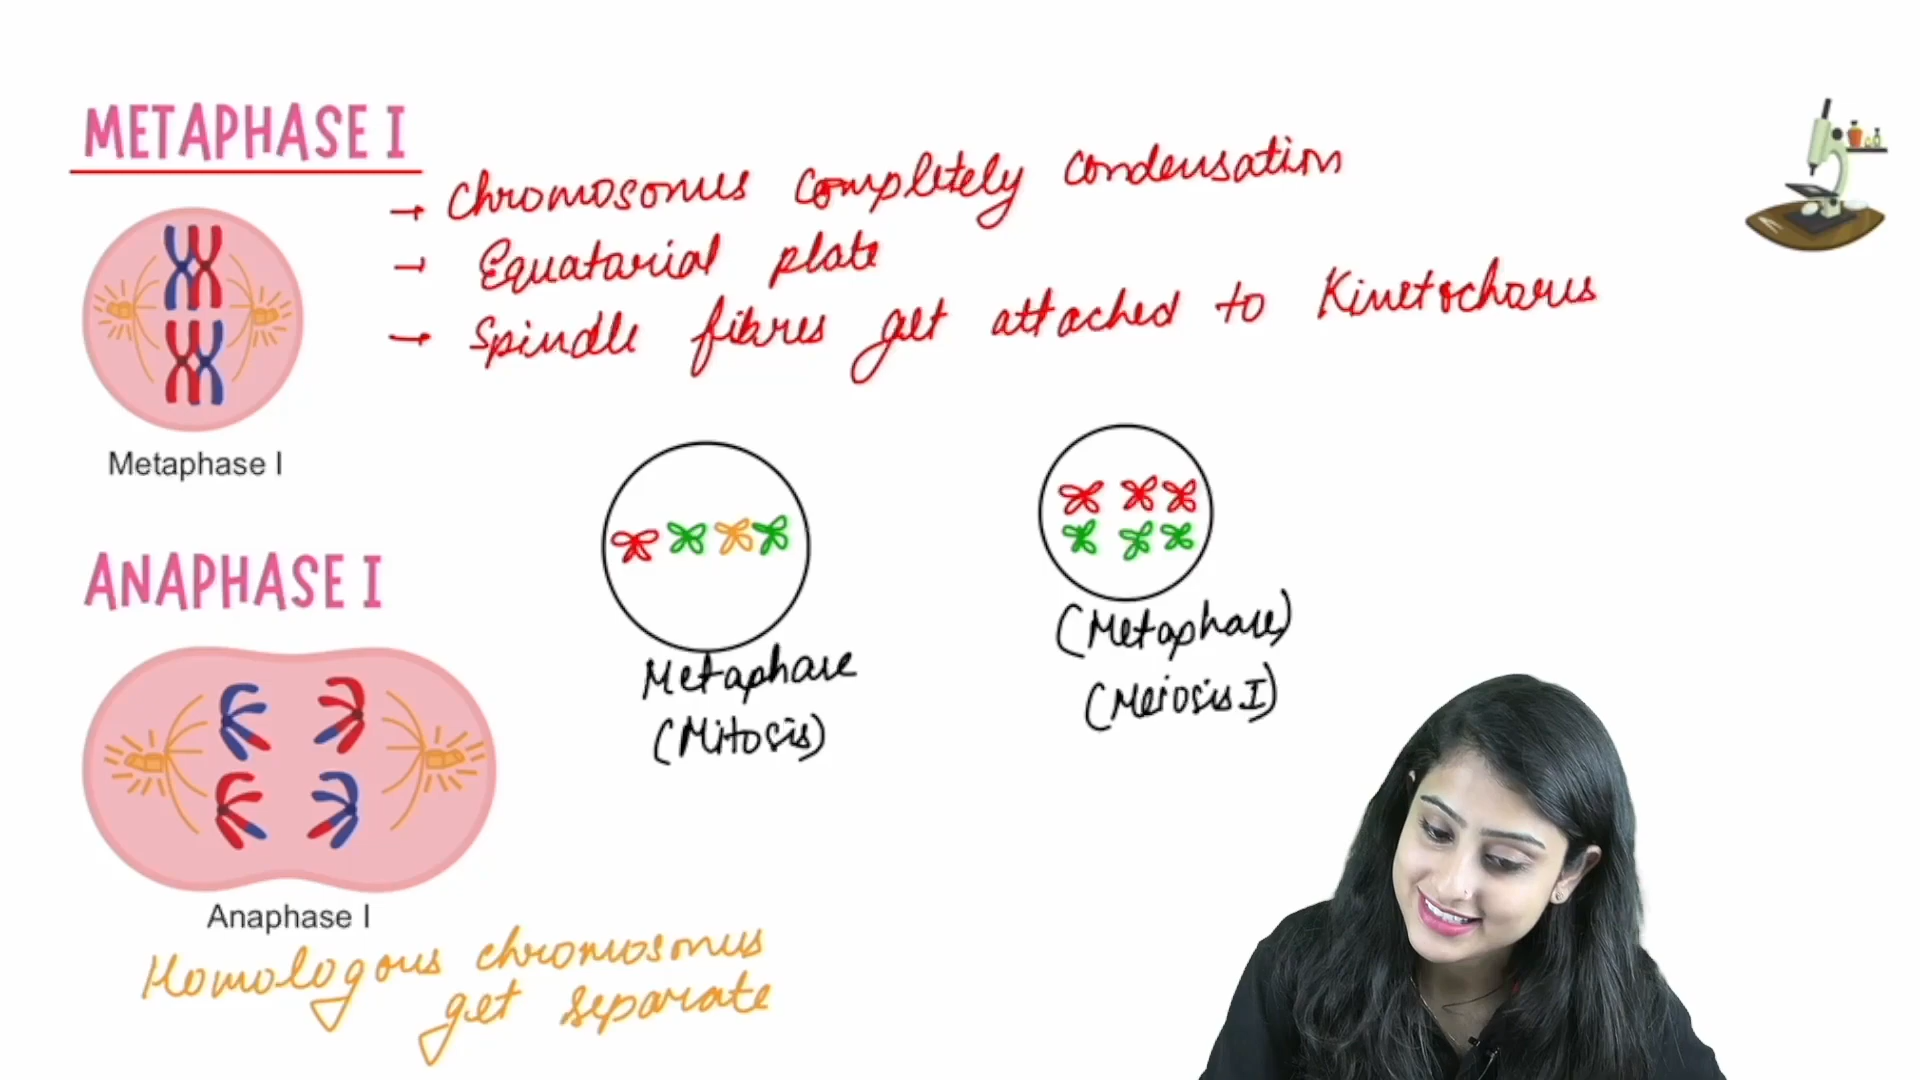 METAPHASE I
→ Chromosomes completely condensation
→ Equatarial plate
→ Spindle fibres get attached to Kinetochores
Metaphase I
Metaphase
(Mitosis)
(Metaphase)
(Meiosis I)
ANAPHASE I
Anaphase I
Homologous chromosomes
get separate